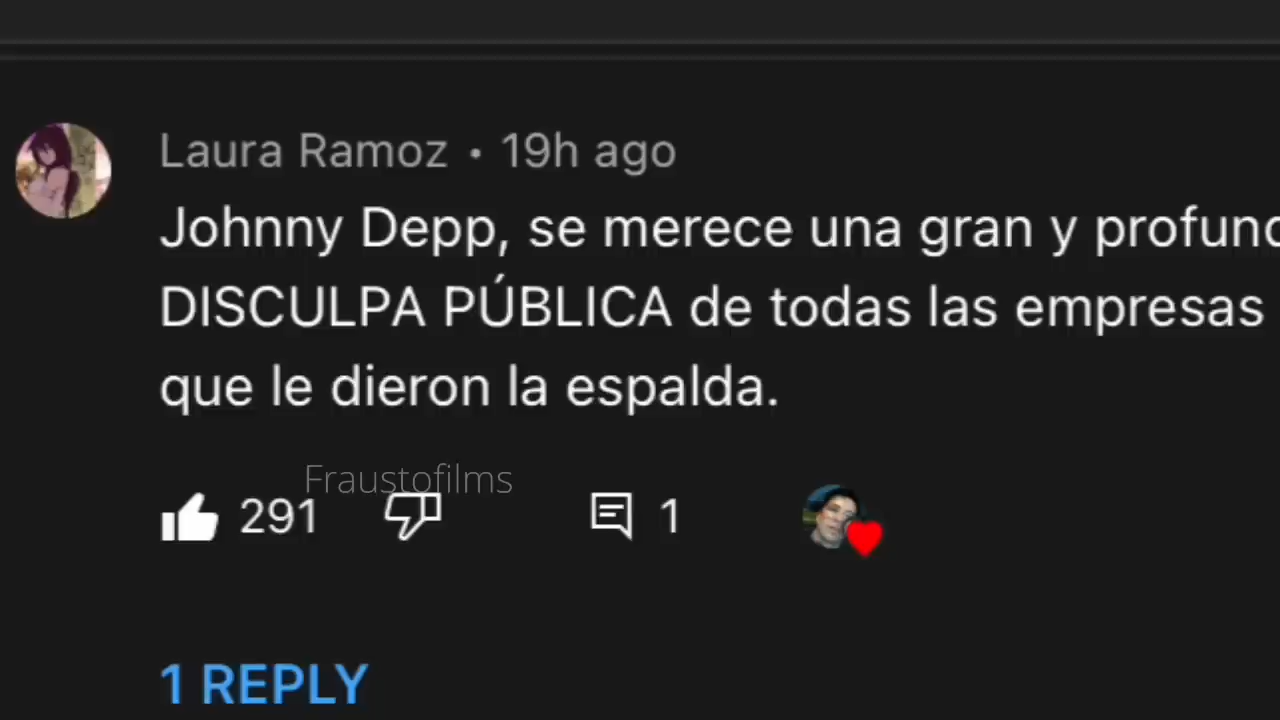 Laura Ramoz • 19h ago
Johnny Depp, se merece una gran y
DISCULPA PÚBLICA de todas las empresas
que le dieron la espalda.
Fraustofilms
291 1
1 REPLY